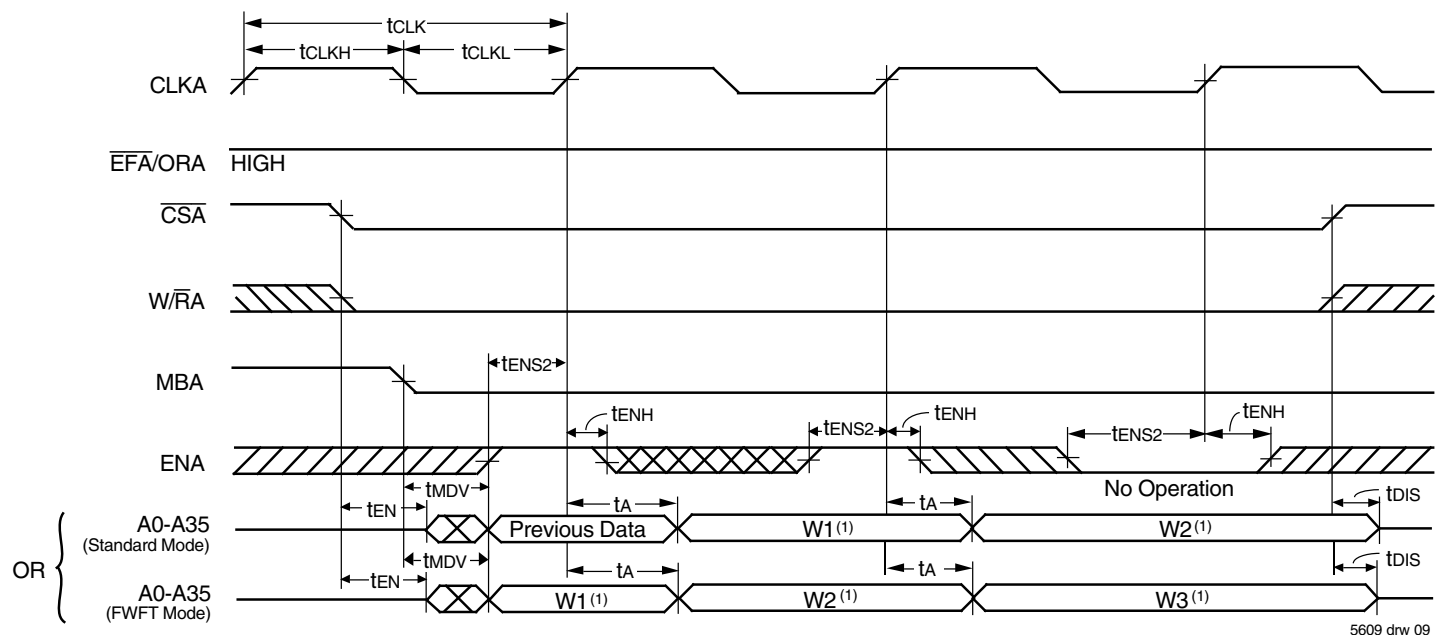 tCLK
tCLKH
tCLKL
CLKA
EFA/ORA HIGH
CSA
W/RA
MBA
tENS2
tENH
tENS2
tENH
tENS2
tENH
ENA
No Operation
tMDV
tEN
tA
tA
tDIS
A0-A35
(Standard Mode)
Previous Data
W1(1)
W2(1)
OR
tMDV
tEN
tA
tA
tDIS
A0-A35
(FWFT Mode)
W1(1)
W2(1)
W3(1)
5609 drw 09